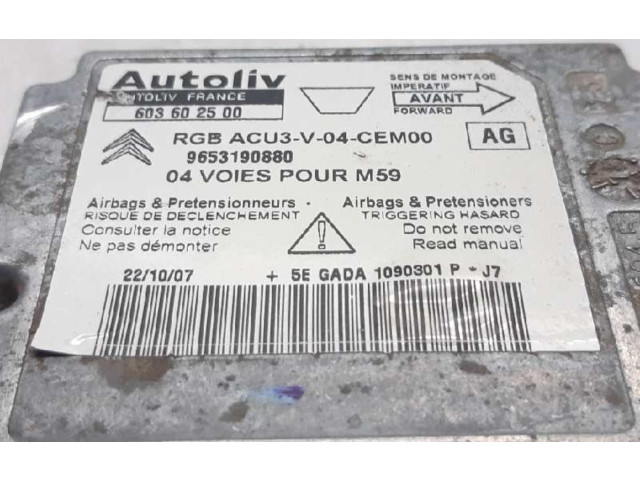 Autoliv
AUTOLIV FRANCE
603 60 25 00
SENS DE MONTAGE
IMPERATIF
AVANT
FORWARD
RGB ACU3-V-04-CEM00
AG
9653190880
04 VOIES POUR M59
Airbags & Pretensionneurs
RISQUE DE DECLENCHEMENT
Consulter la notice
Ne pas démonter
Airbags & Pretensioners
TRIGGERING HASARD
Do not remove
Read manual
22/10/07 + 5E GADA 1090301 P * J7